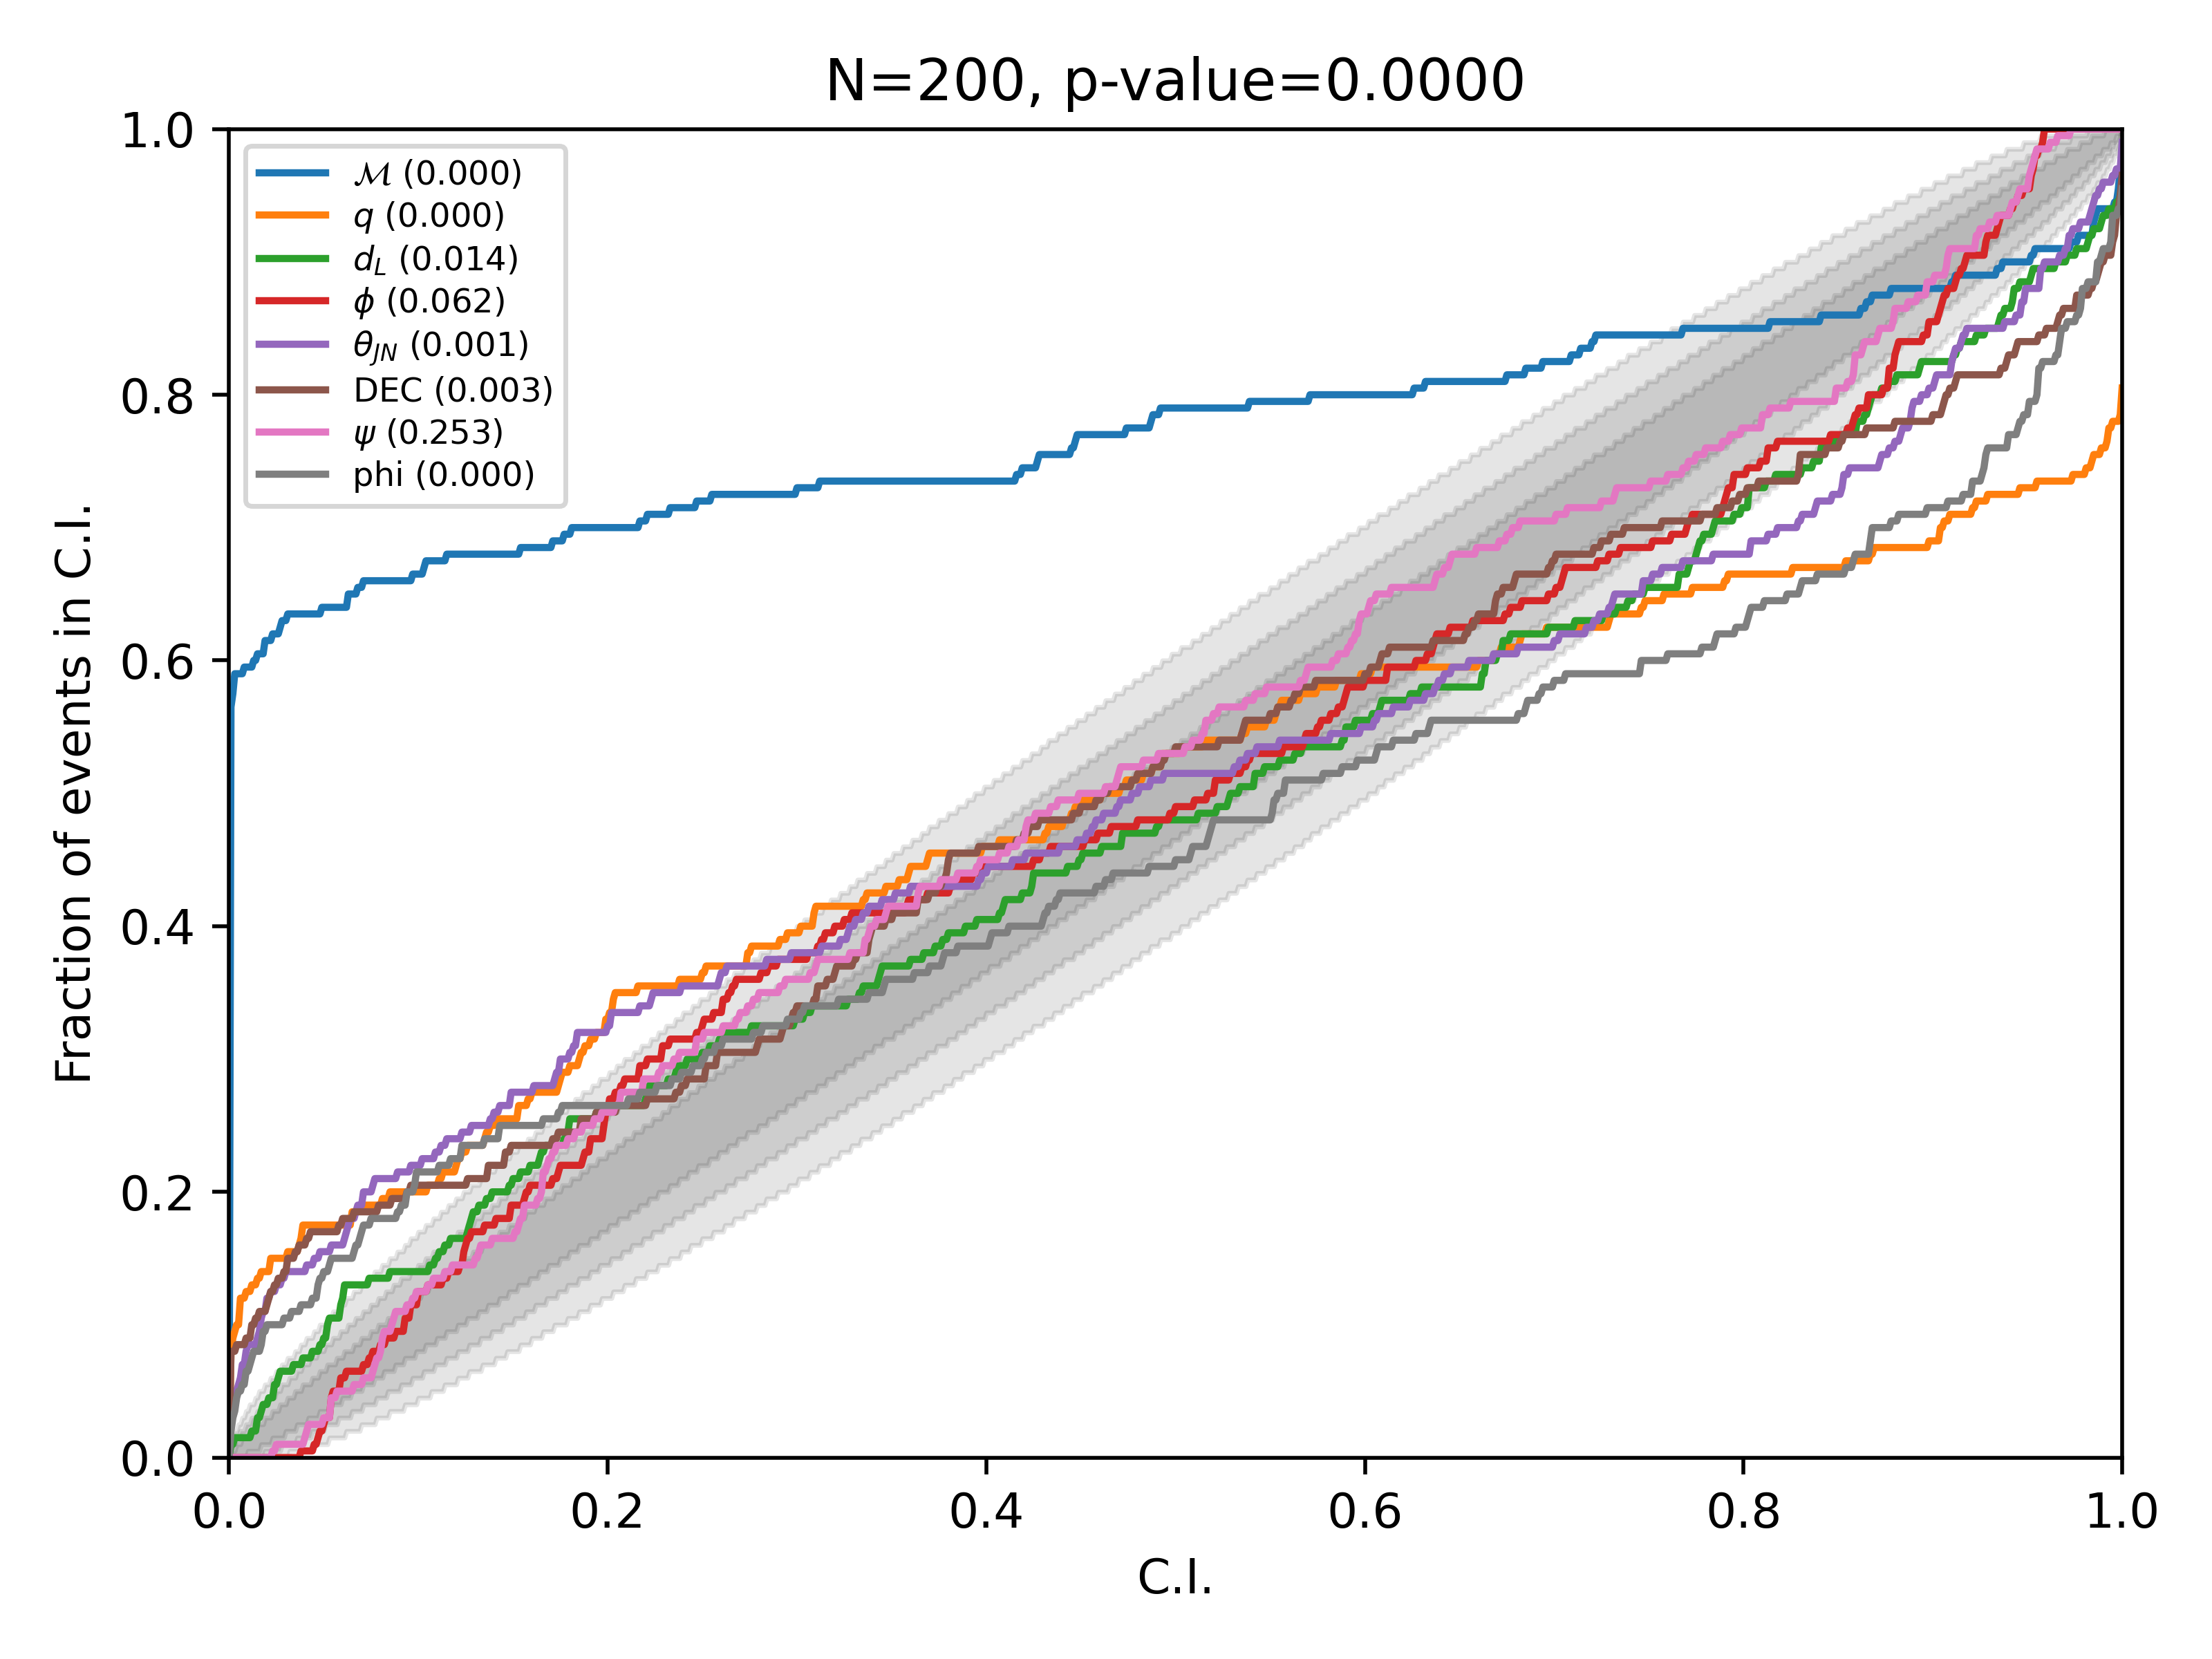 N=200, p-value=0.0000
ℳ (0.000)
q (0.000)
d_L (0.014)
ϕ (0.062)
θ_JN (0.001)
DEC (0.003)
ψ (0.253)
phi (0.000)
Fraction of events in C.I.
1.0
0.8
0.6
0.4
0.2
0.0
0.0 0.2 0.4 0.6 0.8 1.0
C.I.